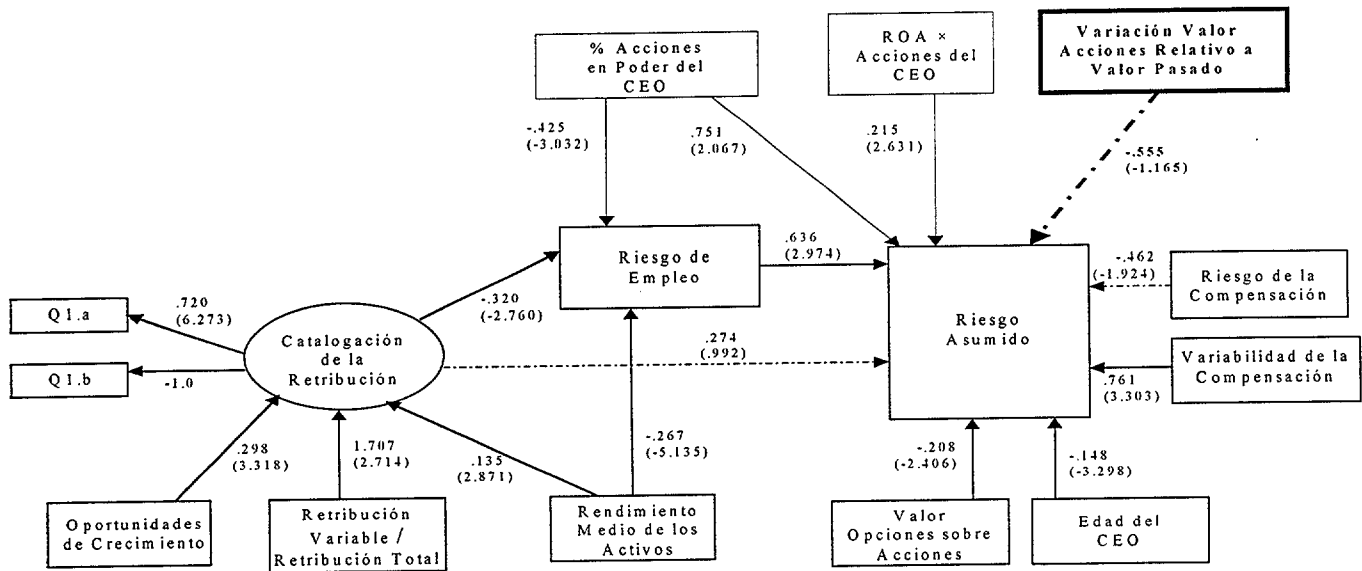 % Acciones
en Poder del
CEO
ROA ×
Acciones del
CEO
Variación Valor
Acciones Relativo a
Valor Pasado
-.425
(-3.032)
.751
(2.067)
.215
(2.631)
-.555
(-1.165)
Riesgo de
Empleo
.636
(2.974)
-.462
(-1.924)
Riesgo de la
Compensación
Q1.a
.720
(6.273)
-.320
(-2.760)
Catalogación
de la
Retribución
.274
(.992)
Riesgo
Asumido
Q1.b
-1.0
Variabilidad de la
Compensación
.761
(3.303)
.298
(3.318)
1.707
(2.714)
.135
(2.871)
-.267
(-5.135)
-.208
(-2.406)
-.148
(-3.298)
Oportunidades
de Crecimiento
Retribución
Variable /
Retribución Total
Rendimiento
Medio de los
Activos
Valor
Opciones sobre
Acciones
Edad del
CEO